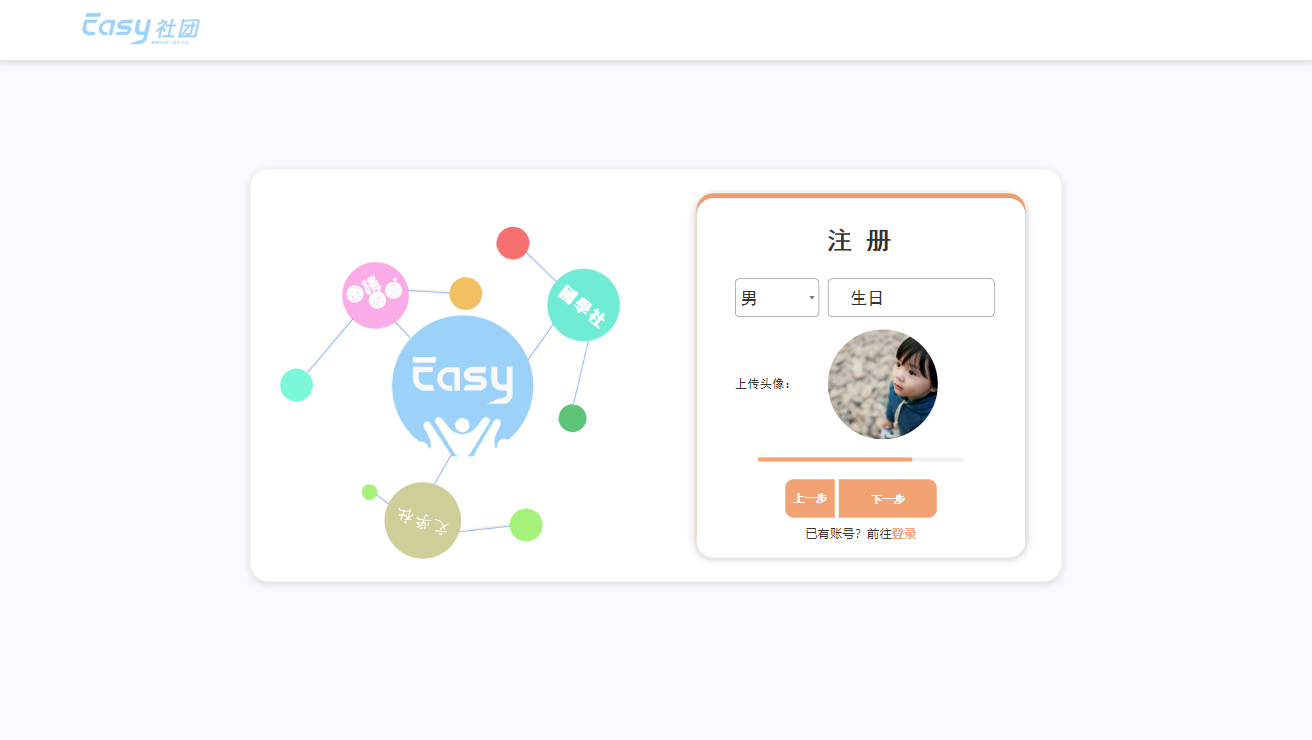 Easy社团
國學社
Easy
文学社
注 册
男
生日
上传头像：
上一步
下一步
已有账号？前往登录